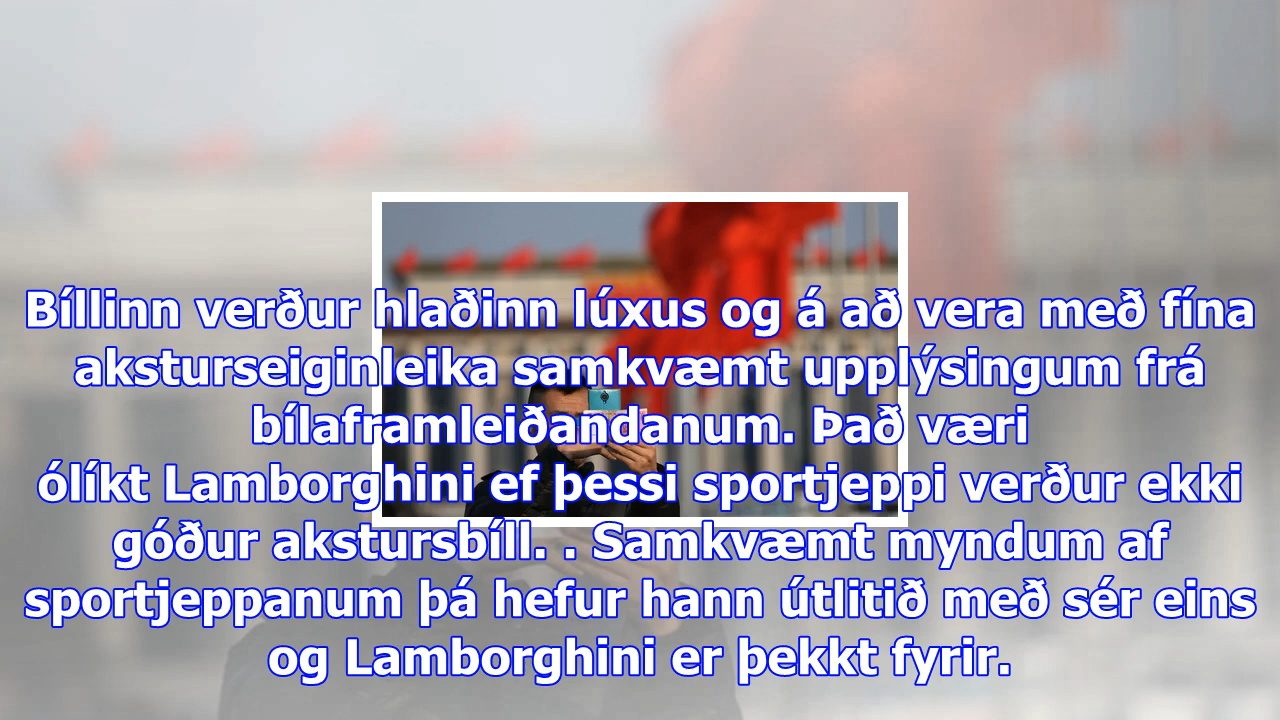 Bíllinn verður hlaðinn lúxus og á að vera með fína
aksturseiginleika samkvæmt upplýsingum frá
bílaframleiðandanum. Það væri
ólíkt Lamborghini ef þessi sportjeppi verður ekki
góður akstursbíll. . Samkvæmt myndum af
sportjeppanum þá hefur hann útlitið með sér eins
og Lamborghini er þekkt fyrir.